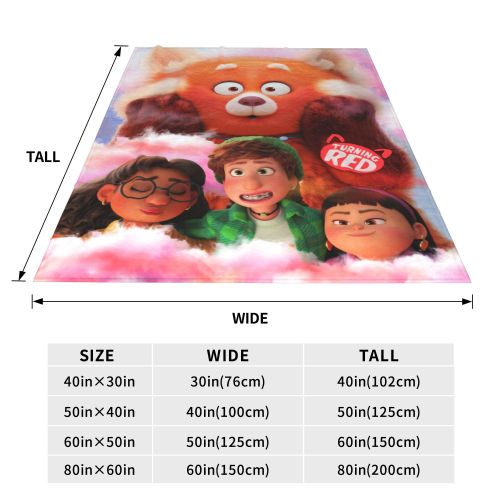 TALL
TURNING
RED
WIDE
SIZE WIDE TALL
40in×30in 30in(76cm) 40in(102cm)
50in×40in 40in(100cm) 50in(125cm)
60in×50in 50in(125cm) 60in(150cm)
80in×60in 60in(150cm) 80in(200cm)